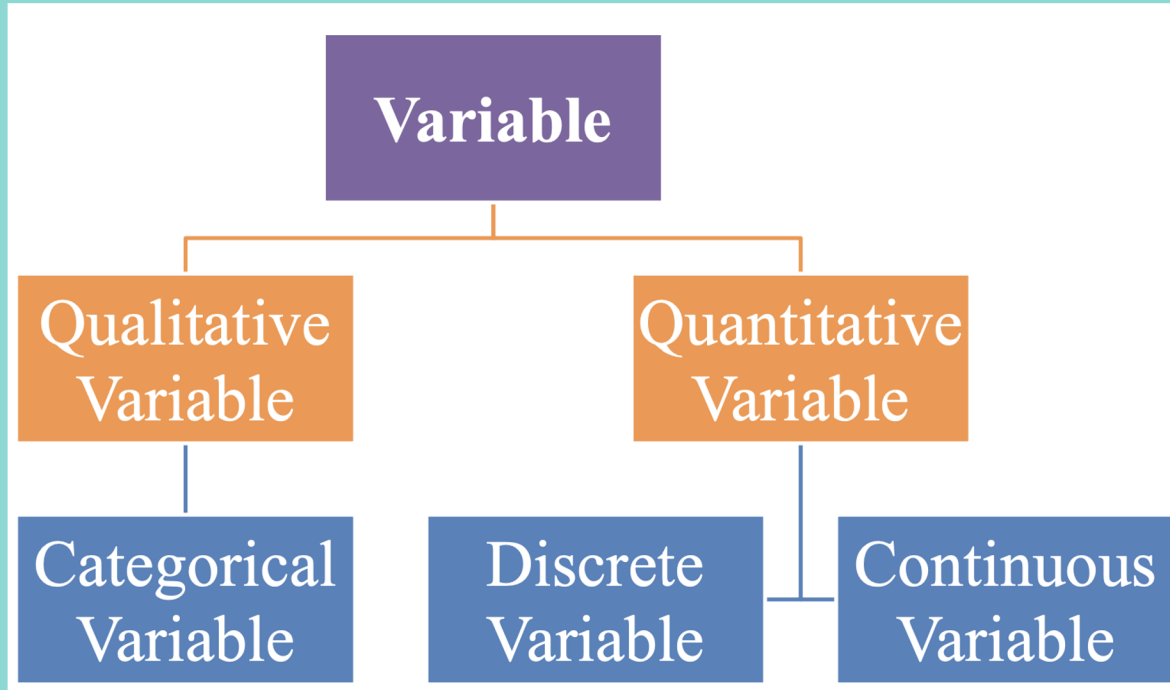 Variable
Qualitative
Variable
Quantitative
Variable
Categorical
Variable
Discrete
Variable
Continuous
Variable